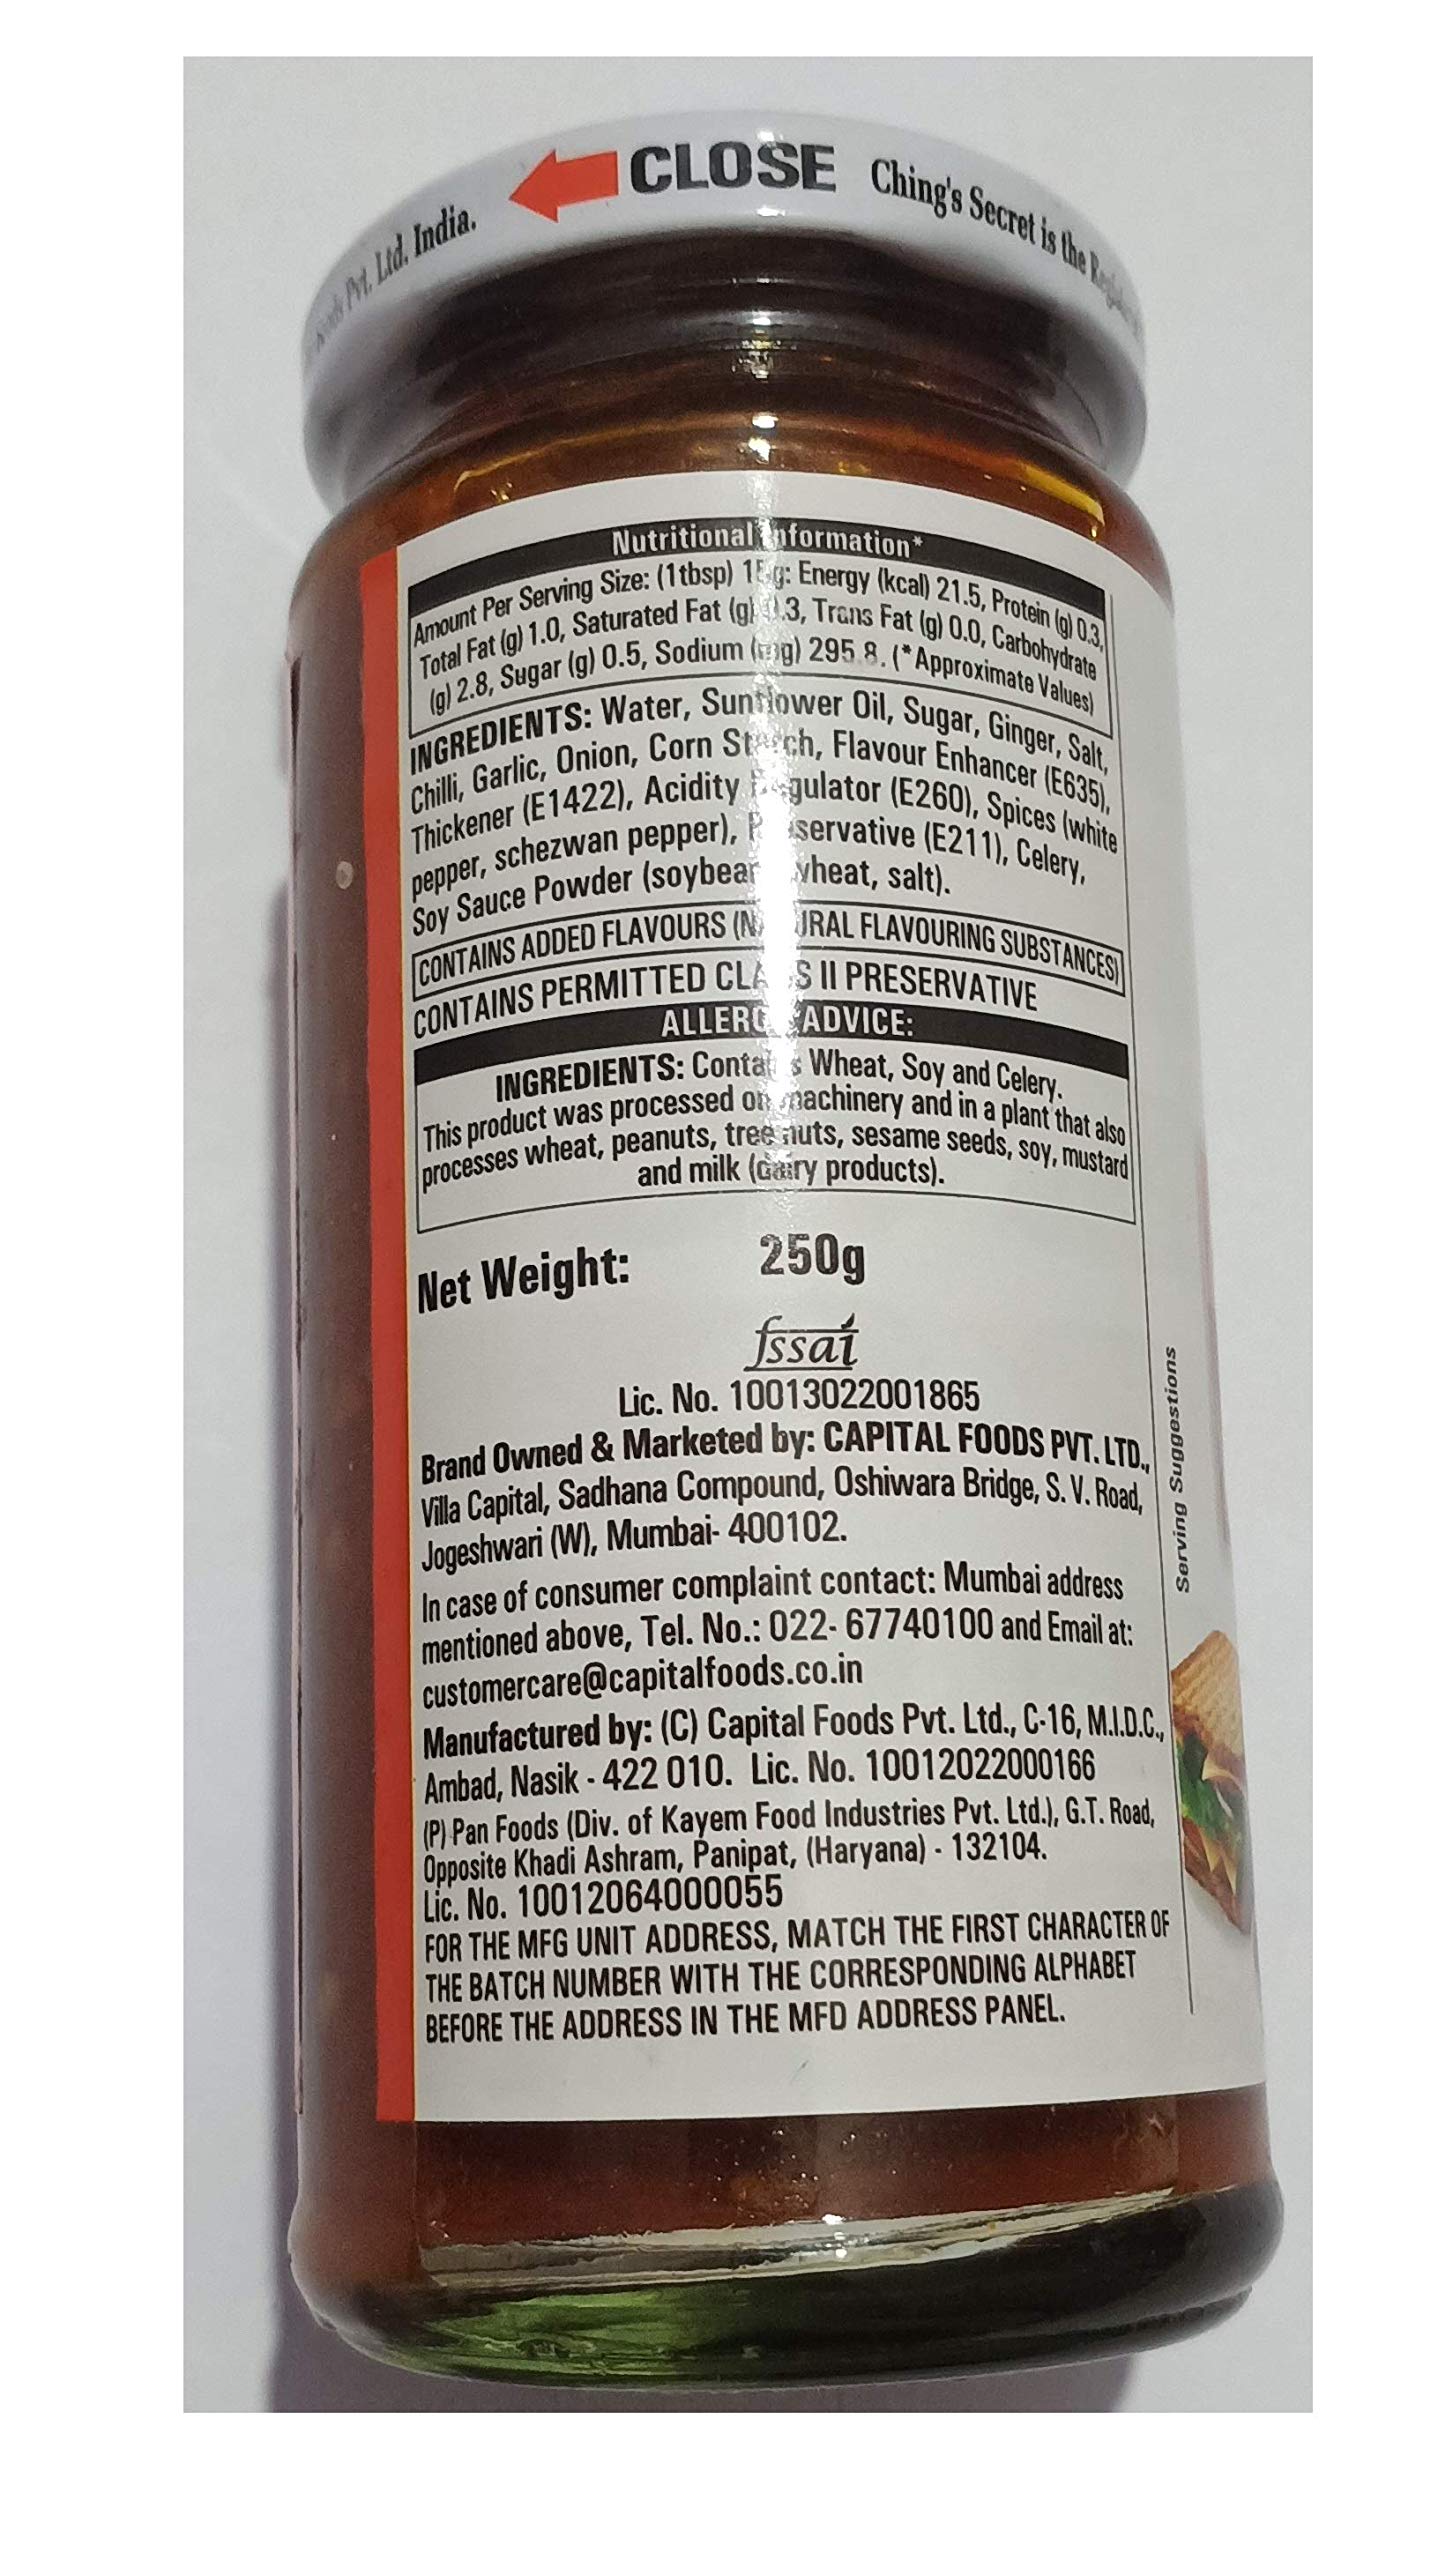 Pvt. Ltd. India.
CLOSE
Ching's Secret is the
Nutritional Information*
Amount Per Serving Size: (1tbsp) 15g: Energy (kcal) 21.5, Protein (g) 0.3,
Total Fat (g) 1.0, Saturated Fat (g) 0.3, Trans Fat (g) 0.0, Carbohydrate
(g) 2.8, Sugar (g) 0.5, Sodium (mg) 295.8. (*Approximate Values)
INGREDIENTS: Water, Sunflower Oil, Sugar, Ginger, Salt,
Chilli, Garlic, Onion, Corn Starch, Flavour Enhancer (E635),
Thickener (E1422), Acidity Regulator (E260), Spices (white
pepper, schezwan pepper), Preservative (E211), Celery,
Soy Sauce Powder (soybean, wheat, salt).
CONTAINS ADDED FLAVOURS (NATURAL FLAVOURING SUBSTANCES)
CONTAINS PERMITTED CLASS II PRESERVATIVE
ALLERGY ADVICE:
INGREDIENTS: Contains Wheat, Soy and Celery.
This product was processed on machinery and in a plant that also
processes wheat, peanuts, tree nuts, sesame seeds, soy, mustard
and milk (dairy products).
Net Weight: 250g
fssai
Lic. No. 10013022001865
Brand Owned & Marketed by: CAPITAL FOODS PVT. LTD.,
Villa Capital, Sadhana Compound, Oshiwara Bridge, S. V. Road,
Jogeshwari (W), Mumbai- 400102.
In case of consumer complaint contact: Mumbai address
mentioned above, Tel. No.: 022- 67740100 and Email at:
customercare@capitalfoods.co.in
Manufactured by: (C) Capital Foods Pvt. Ltd., C-16, M.I.D.C.,
Ambad, Nasik - 422 010. Lic. No. 10012022000166
(P) Pan Foods (Div. of Kayem Food Industries Pvt. Ltd.), G.T. Road,
Opposite Khadi Ashram, Panipat, (Haryana) - 132104.
Lic. No. 10012064000055
FOR THE MFG UNIT ADDRESS, MATCH THE FIRST CHARACTER OF
THE BATCH NUMBER WITH THE CORRESPONDING ALPHABET
BEFORE THE ADDRESS IN THE MFD ADDRESS PANEL.
Serving Suggestions